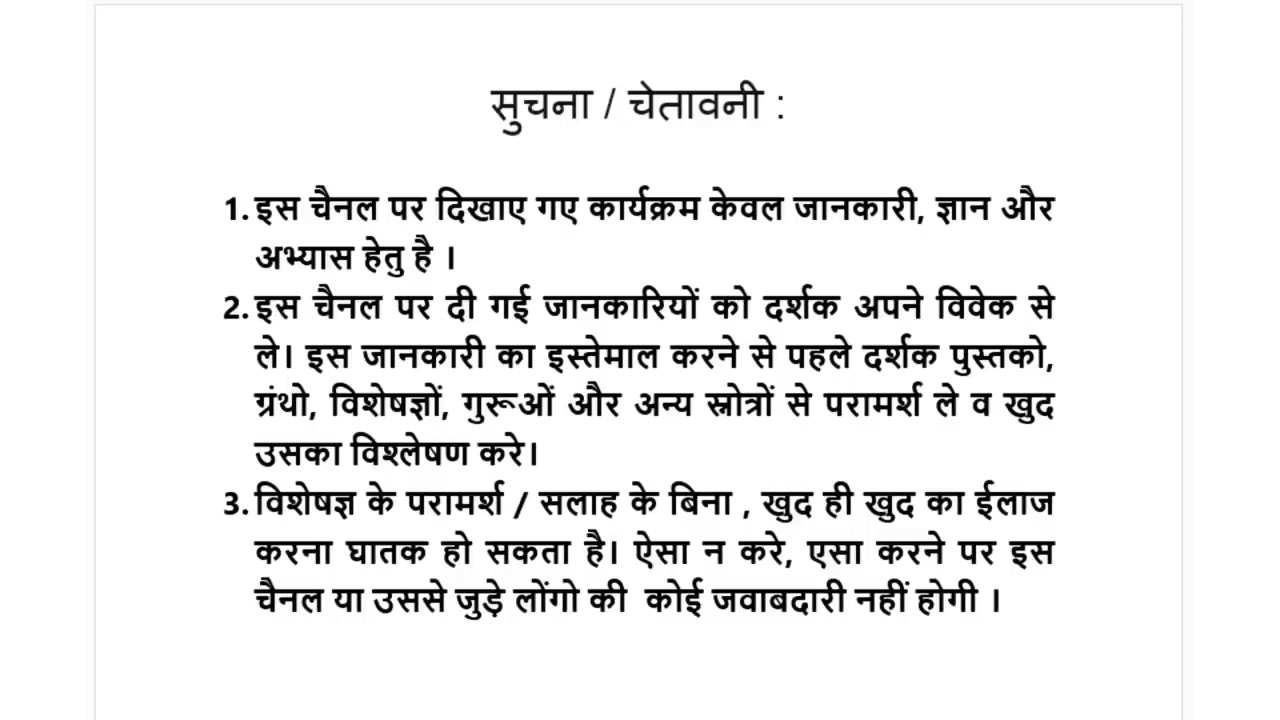 सुचना / चेतावनी :
1. इस चैनल पर दिखाए गए कार्यक्रम केवल जानकारी, ज्ञान और
अभ्यास हेतु है ।
2. इस चैनल पर दी गई जानकारियों को दर्शक अपने विवेक से
ले। इस जानकारी का इस्तेमाल करने से पहले दर्शक पुस्तको,
ग्रंथो, विशेषज्ञों, गुरूओं और अन्य स्रोत्रों से परामर्श ले व खुद
उसका विश्लेषण करे।
3. विशेषज्ञ के परामर्श / सलाह के बिना , खुद ही खुद का ईलाज
करना घातक हो सकता है। ऐसा न करे, एसा करने पर इस
चैनल या उससे जुड़े लोंगो की कोई जवाबदारी नहीं होगी ।